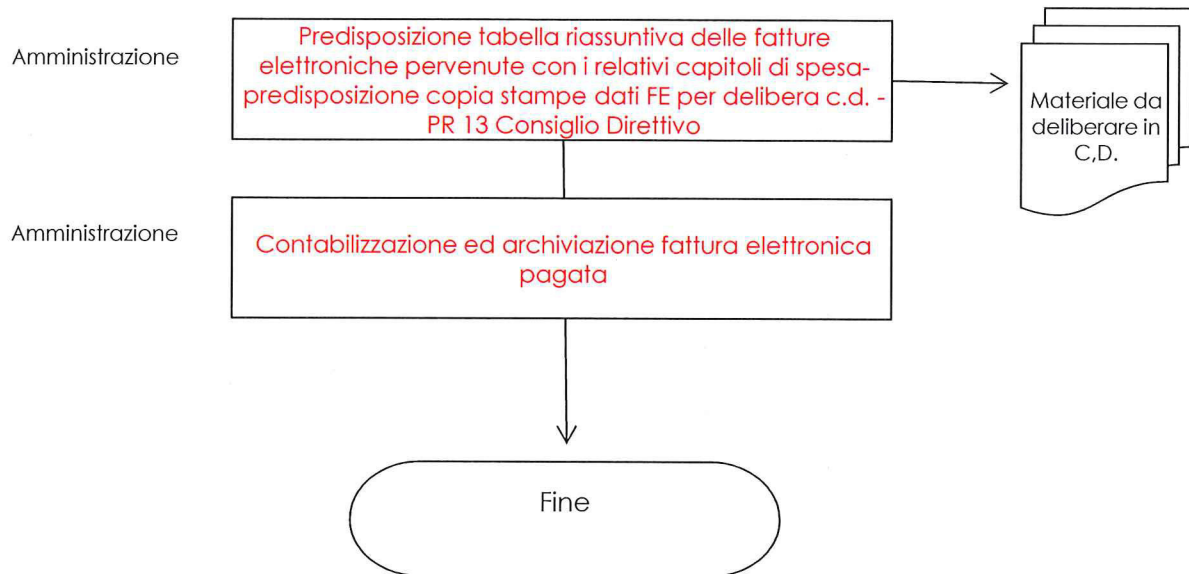 Amministrazione
Predisposizione tabella riassuntiva delle fatture
elettroniche pervenute con i relativi capitoli di spesa-
predisposizione copia stampe dati FE per delibera c.d. -
PR 13 Consiglio Direttivo
Materiale da
deliberare in
C,D.
Amministrazione
Contabilizzazione ed archiviazione fattura elettronica
pagata
Fine